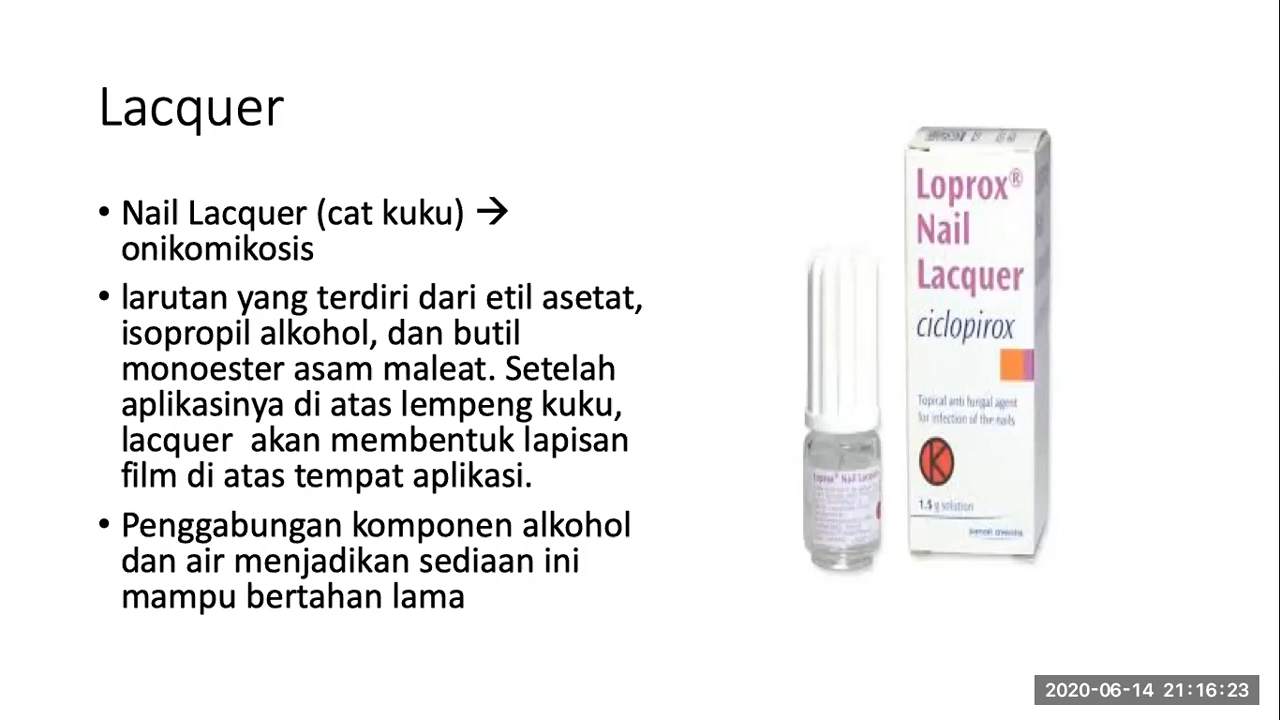 Lacquer
• Nail Lacquer (cat kuku) →
onikomikosis
• larutan yang terdiri dari etil asetat,
isopropil alkohol, dan butil
monoester asam maleat. Setelah
aplikasinya di atas lempeng kuku,
lacquer akan membentuk lapisan
film di atas tempat aplikasi.
• Penggabungan komponen alkohol
dan air menjadikan sediaan ini
mampu bertahan lama
Loprox®
Nail
Lacquer
ciclopirox
Topical anti fungal agent
for infection of the nails
K
1.5 g solution
Loprox® Nail
2020-06-14 21:16:23